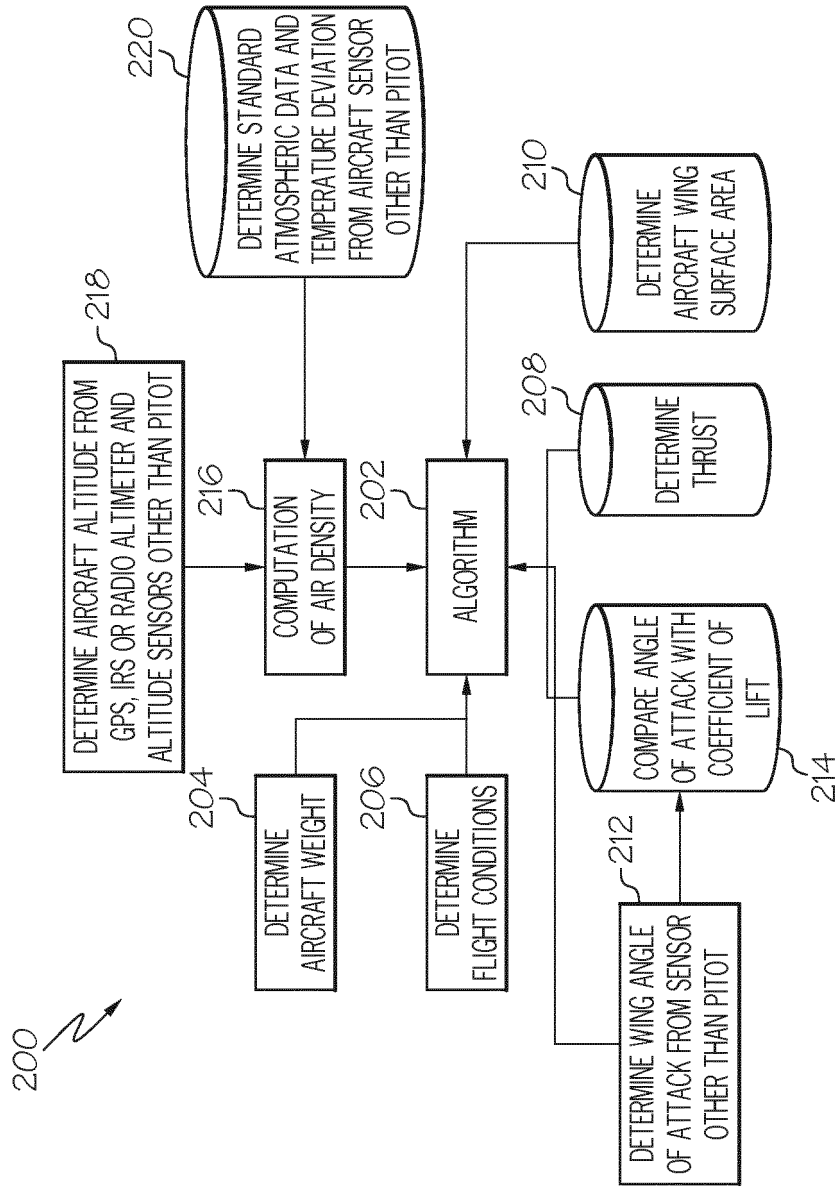 200
218
DETERMINE AIRCRAFT ALTITUDE FROM
GPS, IRS OR RADIO ALTIMETER AND
ALTITUDE SENSORS OTHER THAN PITOT
220
DETERMINE STANDARD
ATMOSPHERIC DATA AND
TEMPERATURE DEVIATION
FROM AIRCRAFT SENSOR
OTHER THAN PITOT
204
DETERMINE
AIRCRAFT WEIGHT
216
COMPUTATION
OF AIR DENSITY
206
DETERMINE
FLIGHT CONDITIONS
202
ALGORITHM
212
DETERMINE WING ANGLE
OF ATTACK FROM SENSOR
OTHER THAN PITOT
214
COMPARE ANGLE
OF ATTACK WITH
COEFFICIENT OF
LIFT
208
DETERMINE
THRUST
210
DETERMINE
AIRCRAFT WING
SURFACE AREA